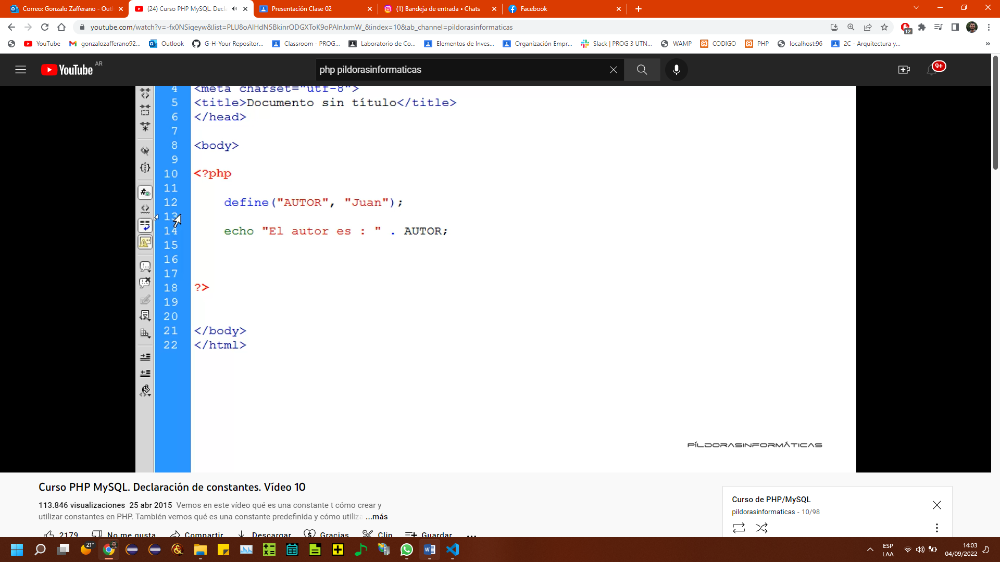 Correo: Gonzalo Zafferano - Outl
(24) Curso PHP MySQL. Decla
Presentación Clase 02
(1) Bandeja de entrada • Chats
Facebook
youtube.com/watch?v=-fx0NSiqeyw&list=PLU8oAlHdN5BkinrODGXToK9oPAlnJxmW_&index=10&ab_channel=pildorasinformaticas
12
YouTube
gonzalozafferano92...
Outlook
G-H-Your Repositor...
Classroom - PROG...
Laboratorio de Co...
Elementos de Inves...
Organización Empr...
Slack | PROG 3 UTN...
WAMP
CODIGO
PHP
localhost:96
2C - Arquitectura y...
»
YouTube AR
php pildorasinformaticas
9+
4 <meta charset="utf-8">
5 <title>Documento sin título</title>
6 </head>
7
8 <body>
9
10 <?php
11
12 define("AUTOR", "Juan");
13
14 echo "El autor es : " . AUTOR;
15
16
17
18 ?>
19
20
21 </body>
22 </html>
PÍLDORASINFORMÁTICAS
Curso PHP MySQL. Declaración de constantes. Vídeo 10
113.846 visualizaciones 25 abr 2015 Vemos en este vídeo qué es una constante t cómo crear y
utilizar constantes en PHP. También vemos qué es una constante predefinida y cómo utiliza ...más
2179 No me gusta Compartir Descargar Gracias Clip Guardar
Curso de PHP/MySQL
pildorasinformaticas - 10/98
21°
ESP
LAA
14:03
04/09/2022